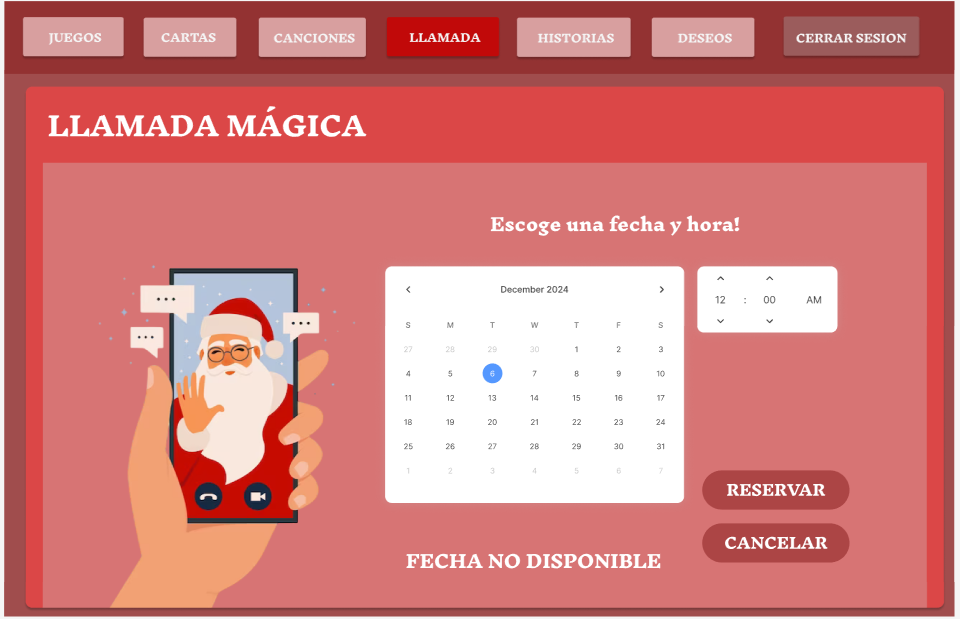 JUEGOS CARTAS CANCIONES LLAMADA HISTORIAS DESEOS CERRAR SESION
LLAMADA MÁGICA
Escoge una fecha y hora!
December 2024
S M T W T F S
27 28 29 30 1 2 3
4 5 6 7 8 9 10
11 12 13 14 15 16 17
18 19 20 21 22 23 24
25 26 27 28 29 30 31
1 2 3 4 5 6 7
12 : 00 AM
RESERVAR
CANCELAR
FECHA NO DISPONIBLE